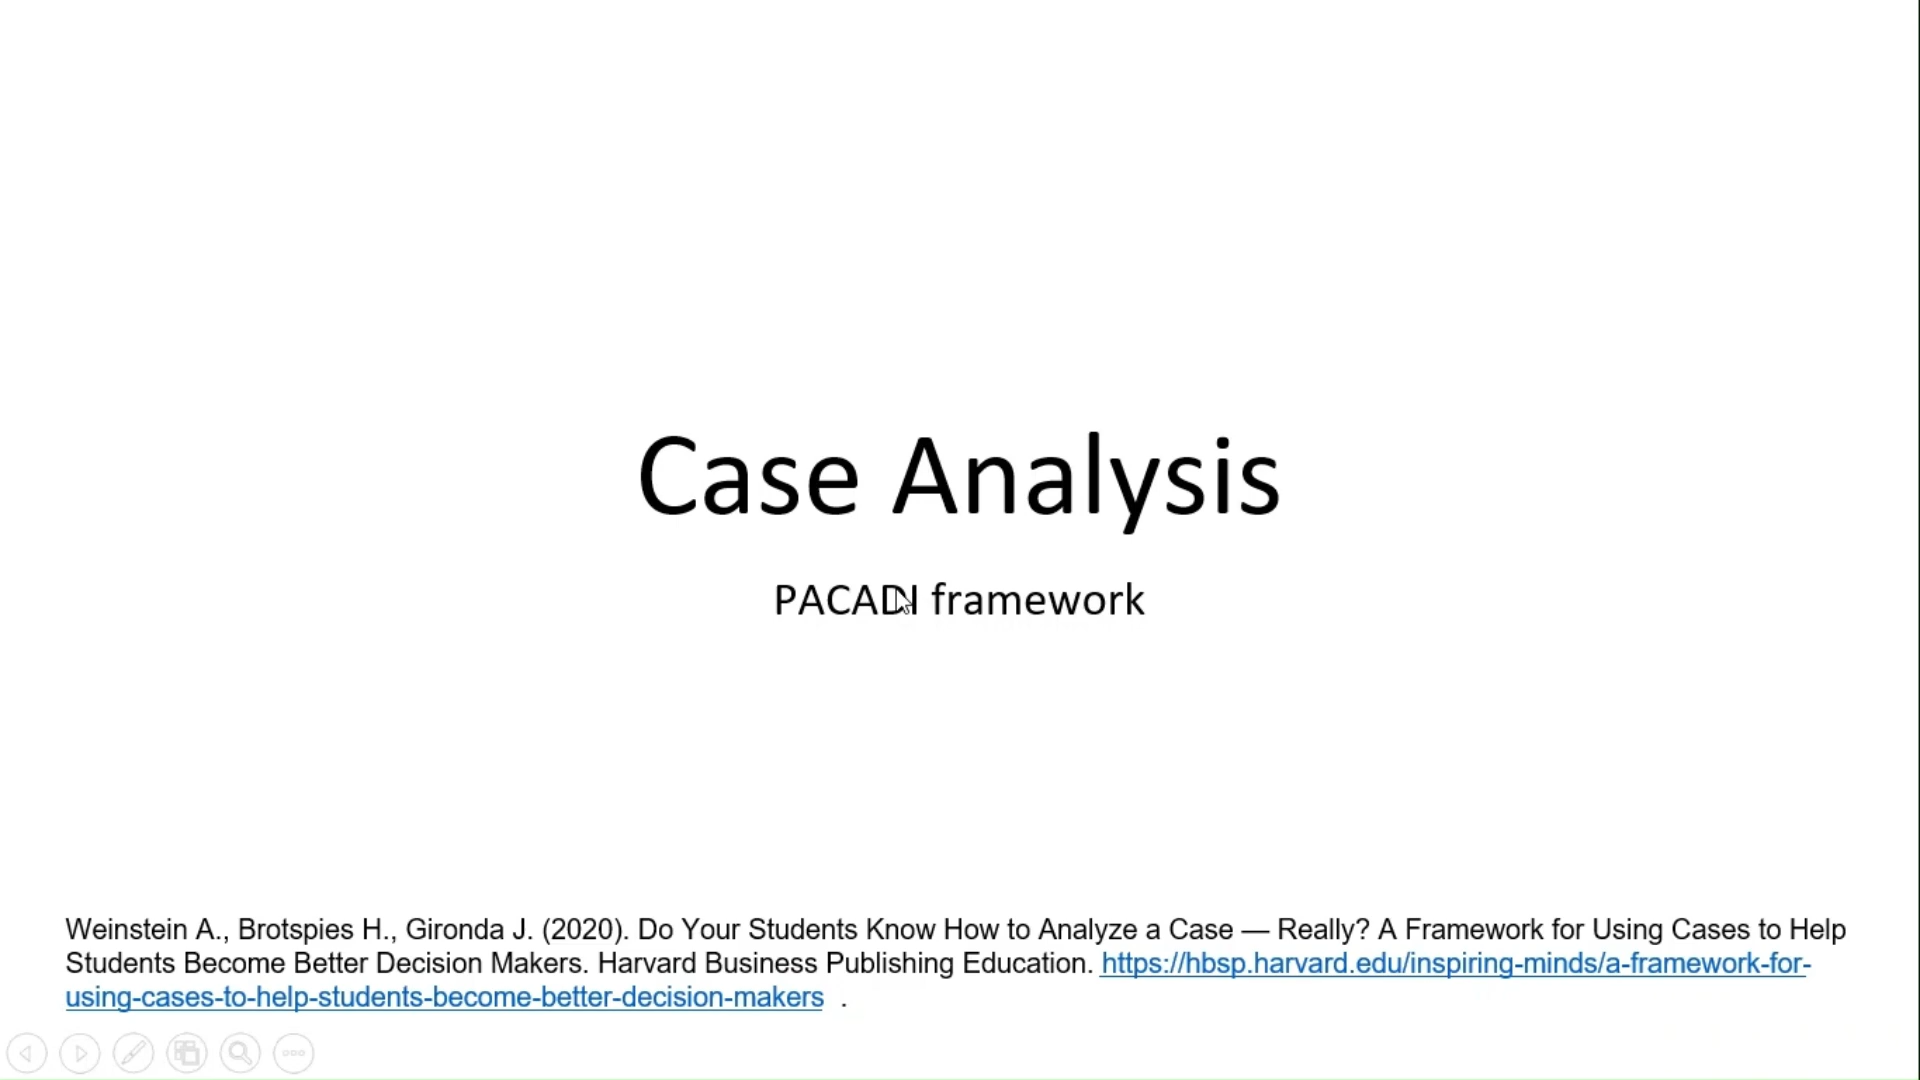 Case Analysis
PACADI framework
Weinstein A., Brotspies H., Gironda J. (2020). Do Your Students Know How to Analyze a Case — Really? A Framework for Using Cases to Help
Students Become Better Decision Makers. Harvard Business Publishing Education. https://hbsp.harvard.edu/inspiring-minds/a-framework-for-
using-cases-to-help-students-become-better-decision-makers .